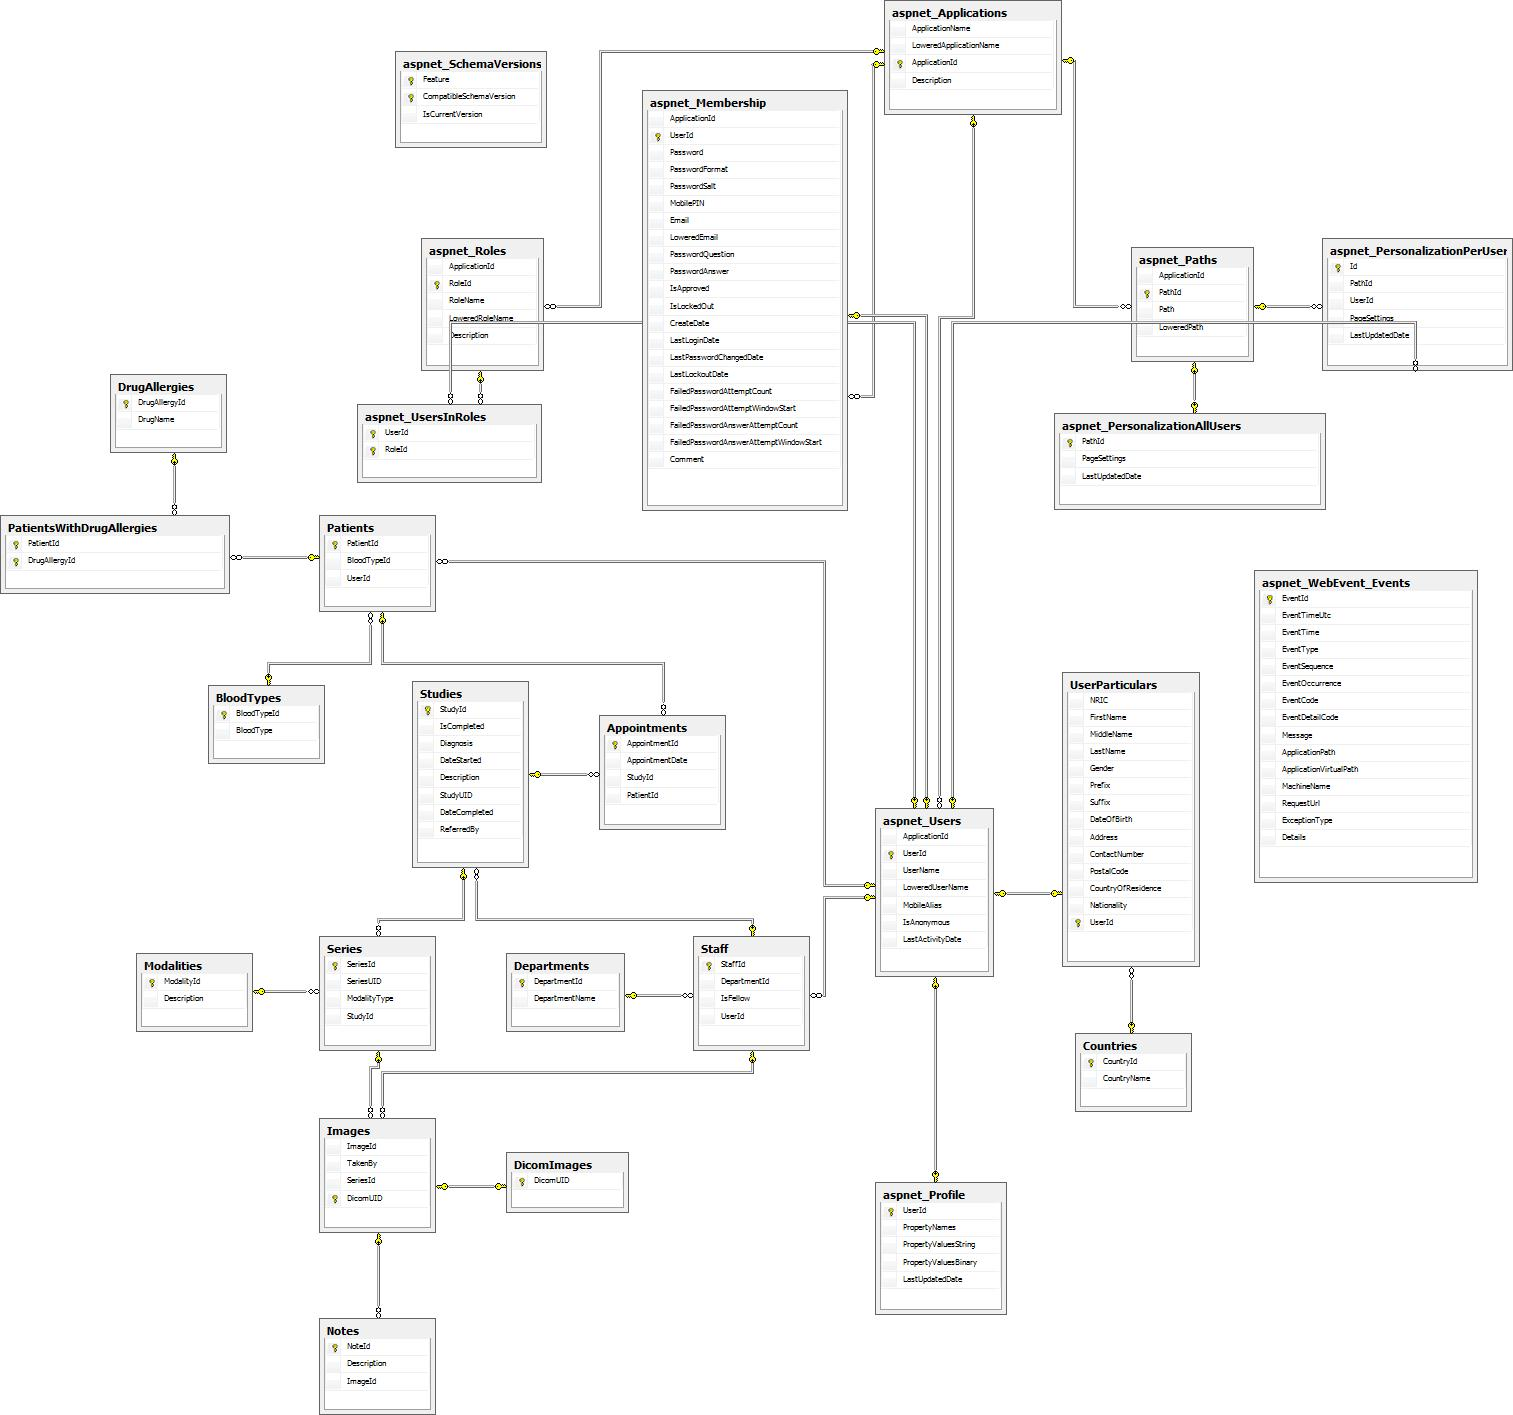 aspnet_Applications
ApplicationName
LoweredApplicationName
ApplicationId
Description
aspnet_SchemaVersions
Feature
CompatibleSchemaVersion
IsCurrentVersion
aspnet_Membership
ApplicationId
UserId
Password
PasswordFormat
PasswordSalt
MobilePIN
Email
LoweredEmail
PasswordQuestion
PasswordAnswer
IsApproved
IsLockedOut
CreateDate
LastLoginDate
LastPasswordChangedDate
LastLockoutDate
FailedPasswordAttemptCount
FailedPasswordAttemptWindowStart
FailedPasswordAnswerAttemptCount
FailedPasswordAnswerAttemptWindowStart
Comment
aspnet_Roles
ApplicationId
RoleId
RoleName
LoweredRoleName
Description
aspnet_Paths
ApplicationId
PathId
Path
LoweredPath
aspnet_PersonalizationPerUser
Id
PathId
UserId
PageSettings
LastUpdatedDate
DrugAllergies
DrugAllergyId
DrugName
aspnet_UsersInRoles
UserId
RoleId
aspnet_PersonalizationAllUsers
PathId
PageSettings
LastUpdatedDate
PatientsWithDrugAllergies
PatientId
DrugAllergyId
Patients
PatientId
BloodTypeId
UserId
aspnet_WebEvent_Events
EventId
EventTimeUtc
EventTime
EventType
EventSequence
EventOccurrence
EventCode
EventDetailCode
Message
ApplicationPath
ApplicationVirtualPath
MachineName
RequestUrl
ExceptionType
Details
BloodTypes
BloodTypeId
BloodType
Studies
StudyId
IsCompleted
Diagnosis
DateStarted
Description
StudyUID
DateCompleted
ReferredBy
Appointments
AppointmentId
AppointmentDate
StudyId
PatientId
UserParticulars
NRIC
FirstName
MiddleName
LastName
Gender
Prefix
Suffix
DateOfBirth
Address
ContactNumber
PostalCode
CountryOfResidence
Nationality
UserId
aspnet_Users
ApplicationId
UserId
UserName
LoweredUserName
MobileAlias
IsAnonymous
LastActivityDate
Modalities
ModalityId
Description
Series
SeriesId
SeriesUID
ModalityType
StudyId
Departments
DepartmentId
DepartmentName
Staff
StaffId
DepartmentId
IsFellow
UserId
Countries
CountryId
CountryName
Images
ImageId
TakenBy
SeriesId
DicomUID
DicomImages
DicomUID
aspnet_Profile
UserId
PropertyNames
PropertyValuesString
PropertyValuesBinary
LastUpdatedDate
Notes
NoteId
Description
ImageId